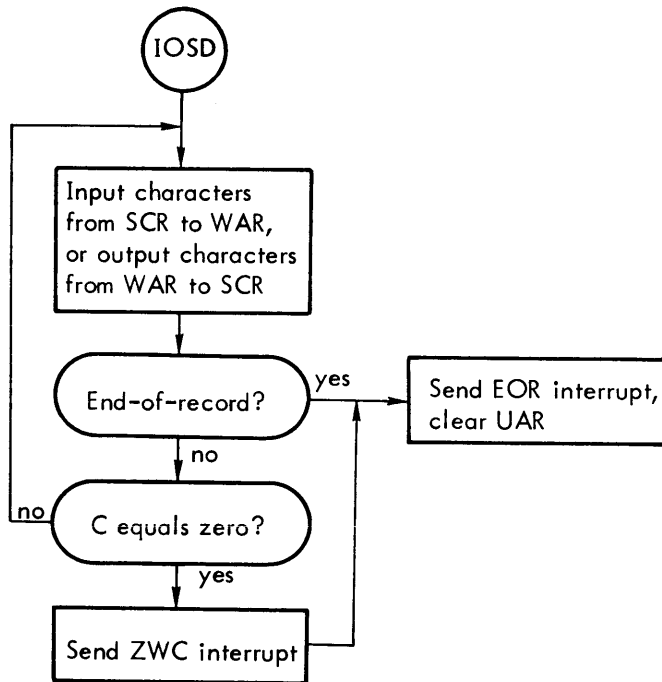 IOSD
Input characters
from SCR to WAR,
or output characters
from WAR to SCR
End-of-record?
yes
Send EOR interrupt,
clear UAR
no
C equals zero?
no
yes
Send ZWC interrupt